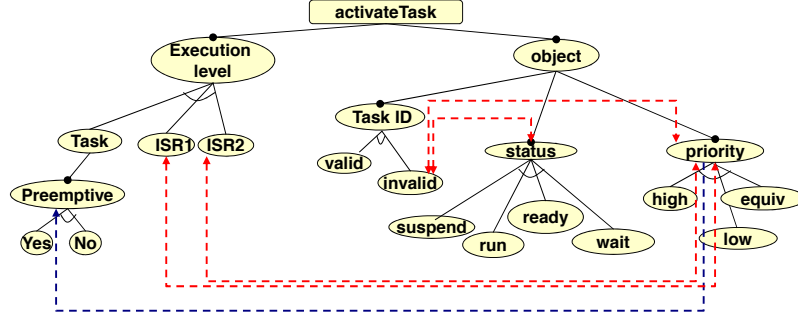 activateTask
Execution
level
object
Task ID
Task
ISR1
ISR2
status
priority
valid
invalid
Preemptive
high
equiv
suspend
ready
run
wait
low
Yes
No